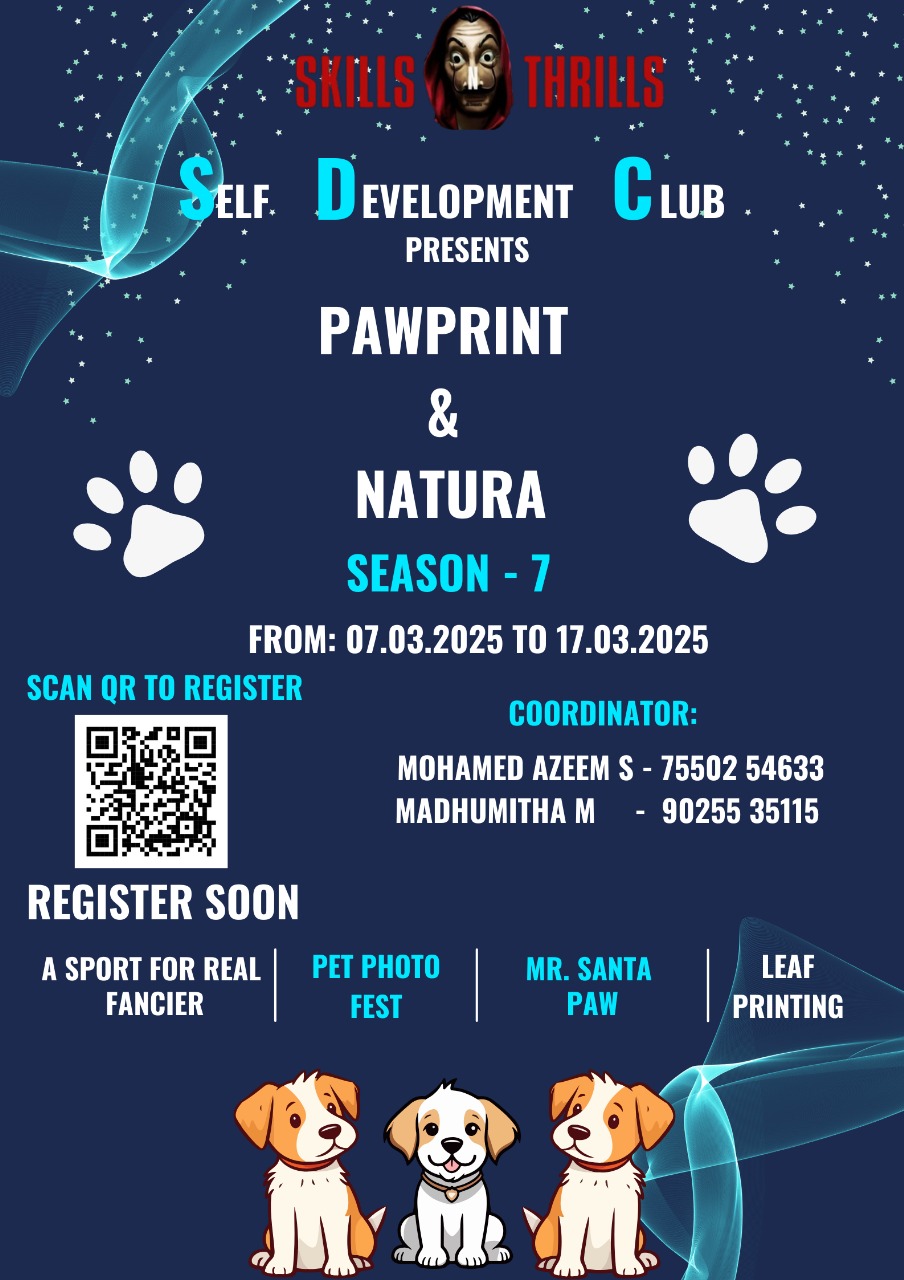 SKILLS THRILLS
SELF DEVELOPMENT CLUB
PRESENTS
PAWPRINT
&
NATURA
SEASON - 7
FROM: 07.03.2025 TO 17.03.2025
SCAN QR TO REGISTER
REGISTER SOON
COORDINATOR:
MOHAMED AZEEM S - 75502 54633
MADHUMITHA M - 90255 35115
A SPORT FOR REAL
FANCIER
PET PHOTO
FEST
MR. SANTA
PAW
LEAF
PRINTING